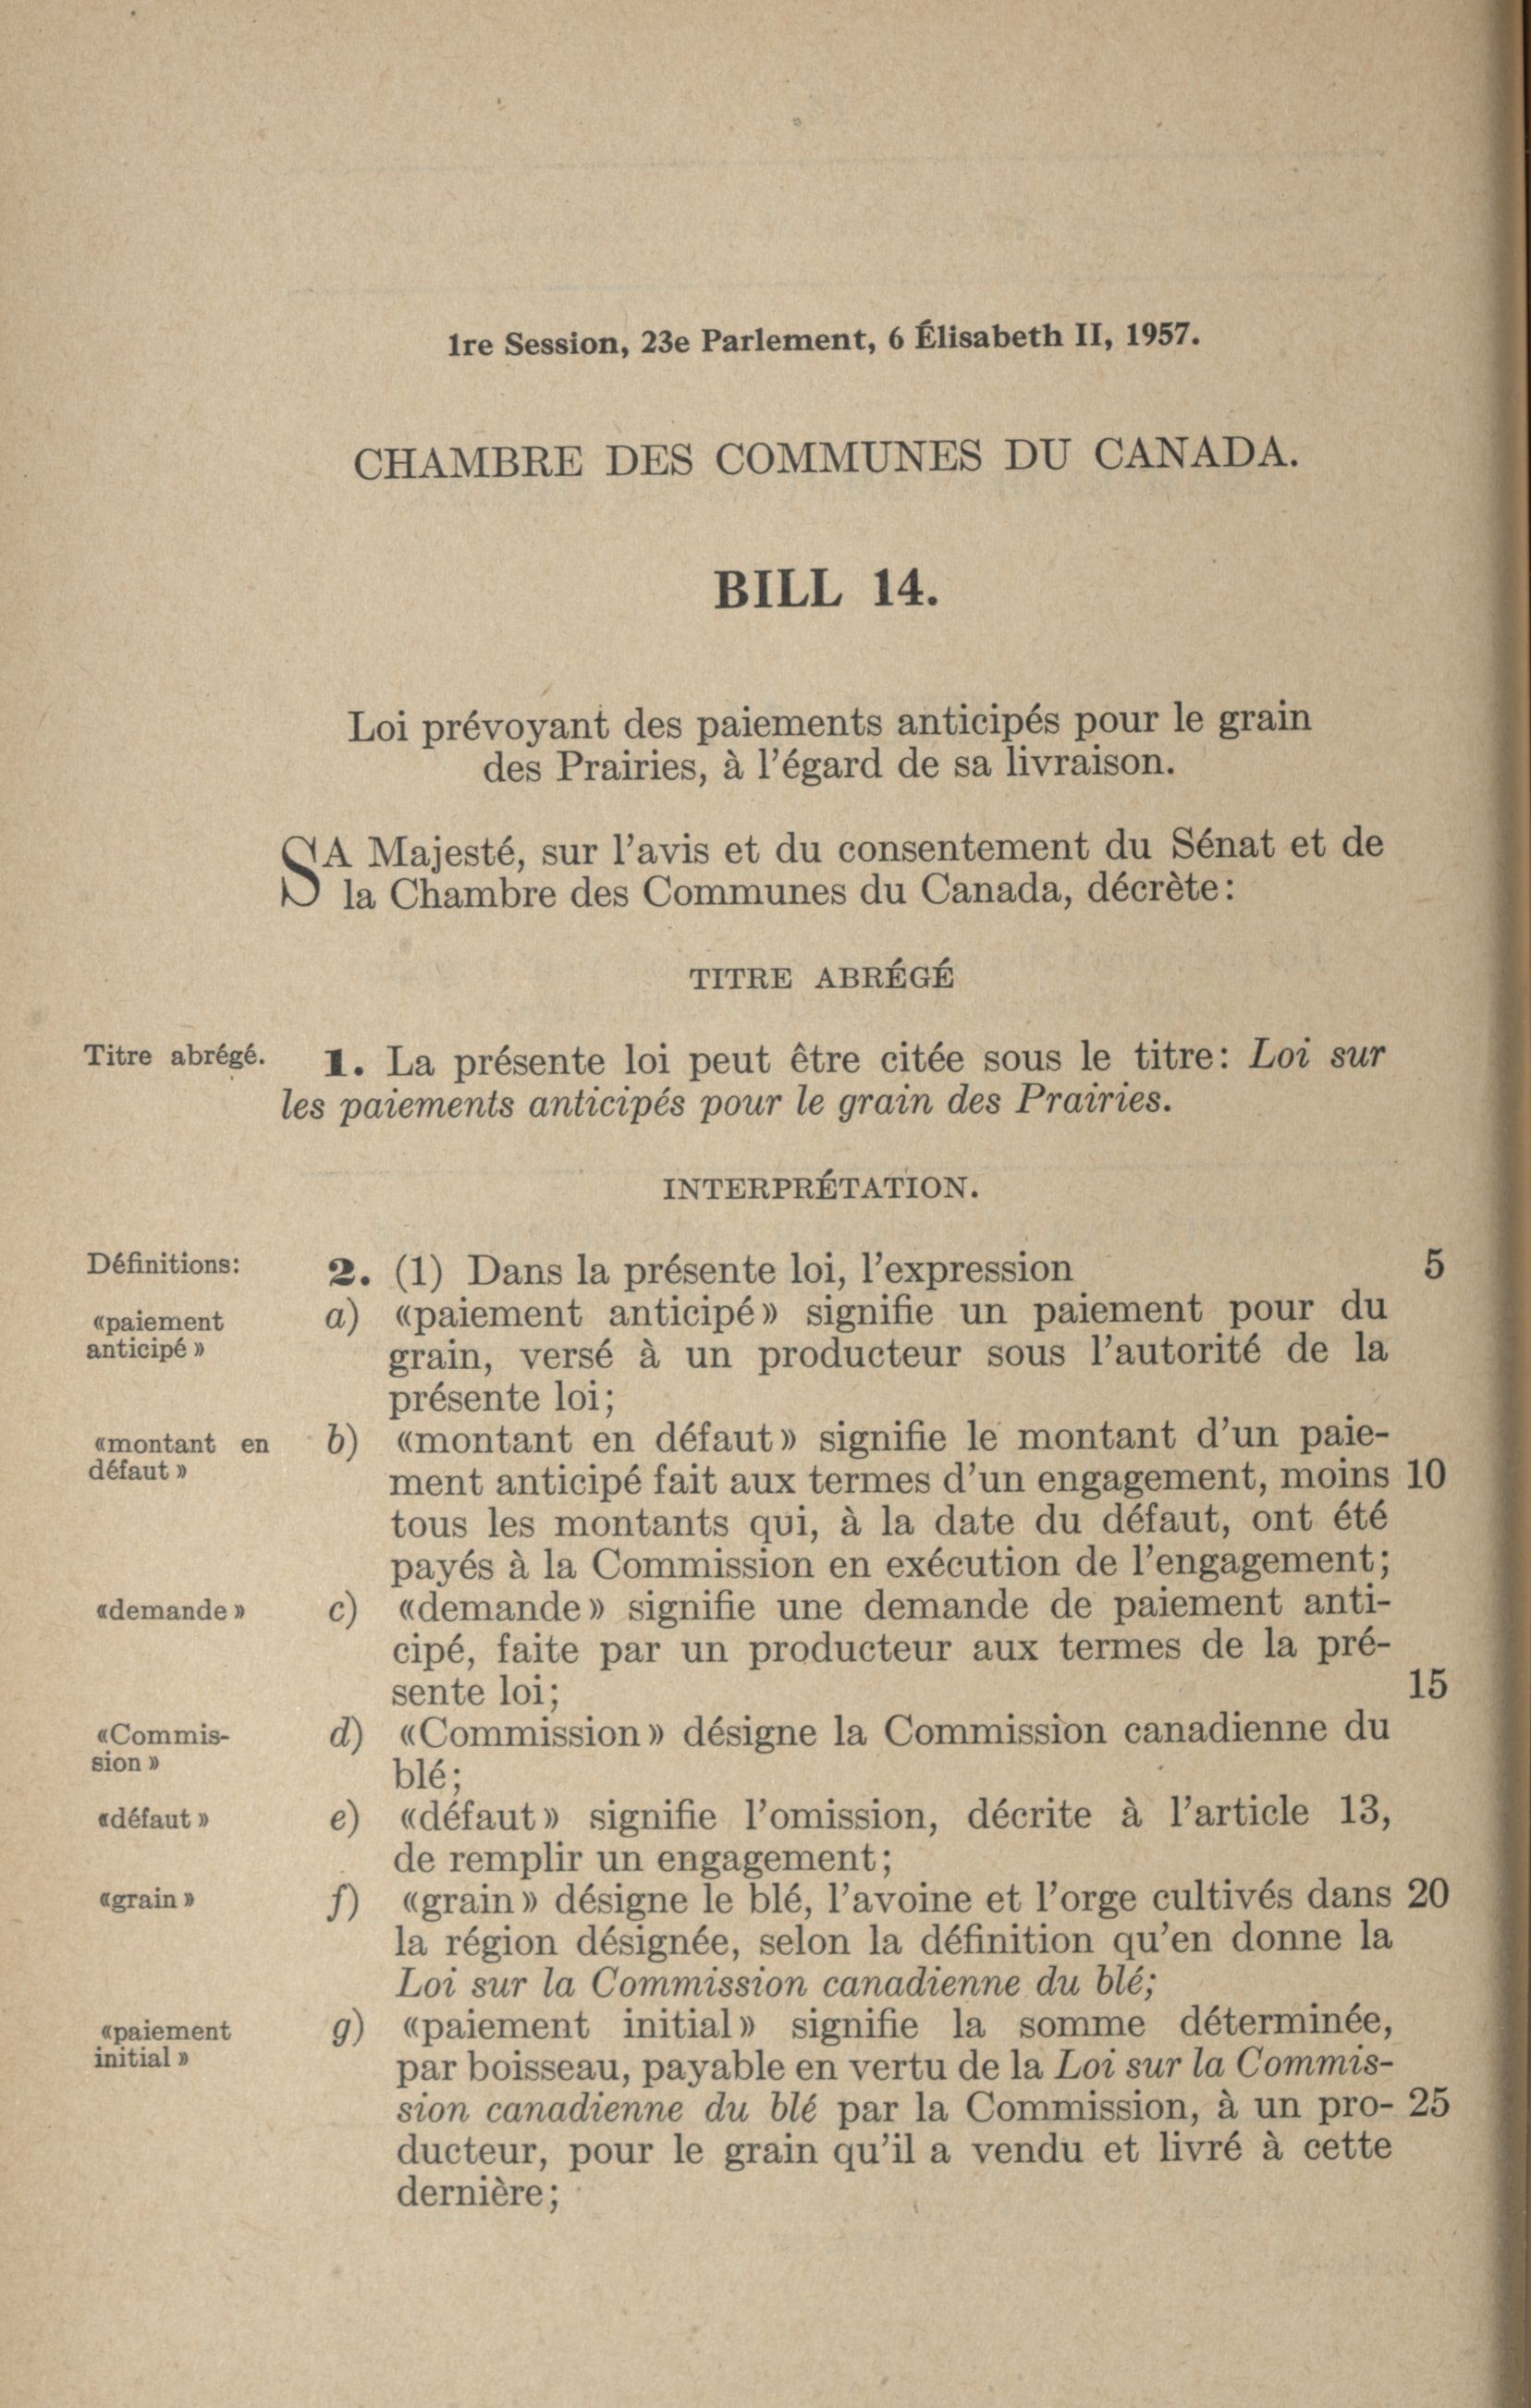 1re Session, 23e Parlement, 6 Élisabeth II, 1957.
CHAMBRE DES COMMUNES DU CANADA.
BILL 14.
Loi prévoyant des paiements anticipés pour le grain
des Prairies, à l'égard de sa livraison.
SA Majesté, sur l'avis et du consentement du Sénat et de
la Chambre des Communes du Canada, décrète:
TITRE ABRÉGÉ
Titre abrégé. 1. La présente loi peut être citée sous le titre: Loi sur
les paiements anticipés pour le grain des Prairies.
INTERPRÉTATION.
Définitions: 2. (1) Dans la présente loi, l'expression 5
«paiement a) «paiement anticipé» signifie un paiement pour du
anticipé» grain, versé à un producteur sous l'autorité de la
présente loi;
«montant en b) «montant en défaut» signifie le montant d'un paie-
défaut» ment anticipé fait aux termes d'un engagement, moins 10
tous les montants qui, à la date du défaut, ont été
payés à la Commission en exécution de l'engagement;
«demande» c) «demande» signifie une demande de paiement anti-
cipé, faite par un producteur aux termes de la pré-
sente loi; 15
«Commis- d) «Commission» désigne la Commission canadienne du
sion» blé;
«défaut» e) «défaut» signifie l'omission, décrite à l'article 13,
de remplir un engagement;
«grain» f) «grain» désigne le blé, l'avoine et l'orge cultivés dans 20
la région désignée, selon la définition qu'en donne la
Loi sur la Commission canadienne du blé;
«paiement g) «paiement initial» signifie la somme déterminée,
initial» par boisseau, payable en vertu de la Loi sur la Commis-
sion canadienne du blé par la Commission, à un pro- 25
ducteur, pour le grain qu'il a vendu et livré à cette
dernière;